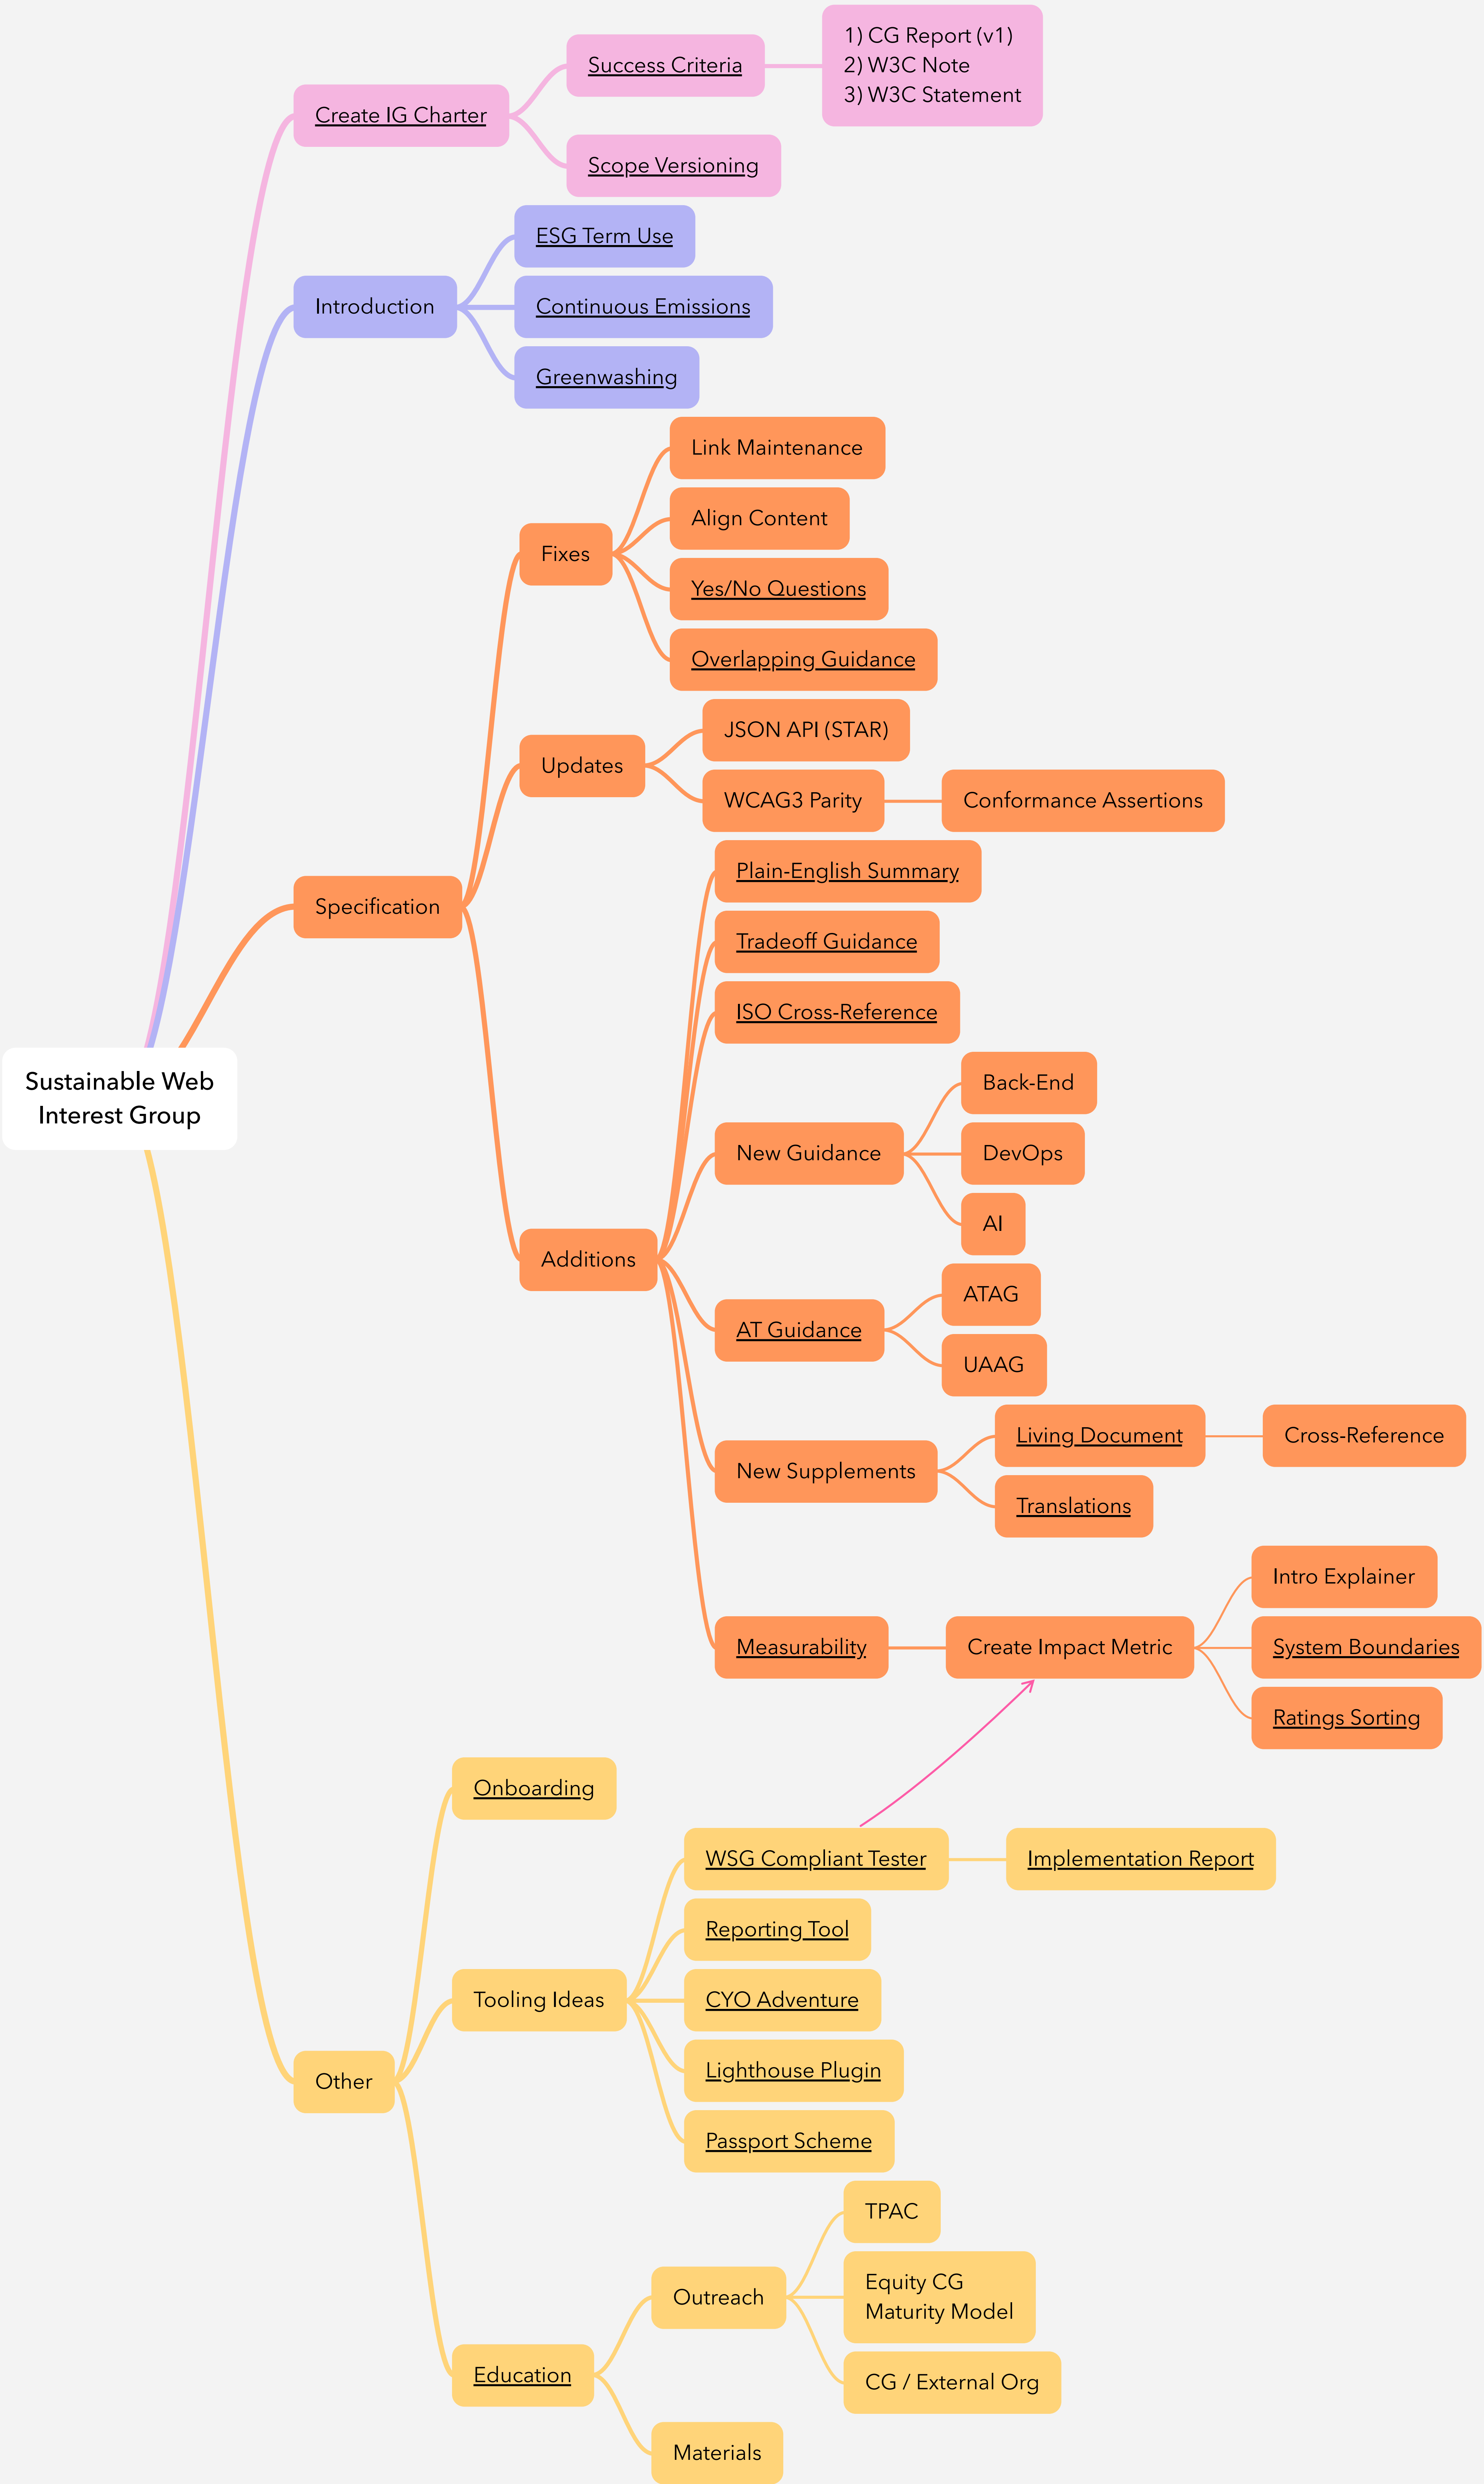 1) CG Report (v1)
2) W3C Note
3) W3C Statement
Success Criteria
Create IG Charter
Scope Versioning
ESG Term Use
Introduction
Continuous Emissions
Greenwashing
Link Maintenance
Align Content
Fixes
Yes/No Questions
Overlapping Guidance
JSON API (STAR)
Updates
WCAG3 Parity
Conformance Assertions
Plain-English Summary
Specification
Tradeoff Guidance
ISO Cross-Reference
Sustainable Web
Interest Group
Back-End
New Guidance
DevOps
AI
Additions
ATAG
AT Guidance
UAAG
Living Document
Cross-Reference
New Supplements
Translations
Intro Explainer
Measurability
Create Impact Metric
System Boundaries
Ratings Sorting
Onboarding
WSG Compliant Tester
Implementation Report
Reporting Tool
Tooling Ideas
CYO Adventure
Lighthouse Plugin
Other
Passport Scheme
TPAC
Outreach
Equity CG
Maturity Model
CG / External Org
Education
Materials